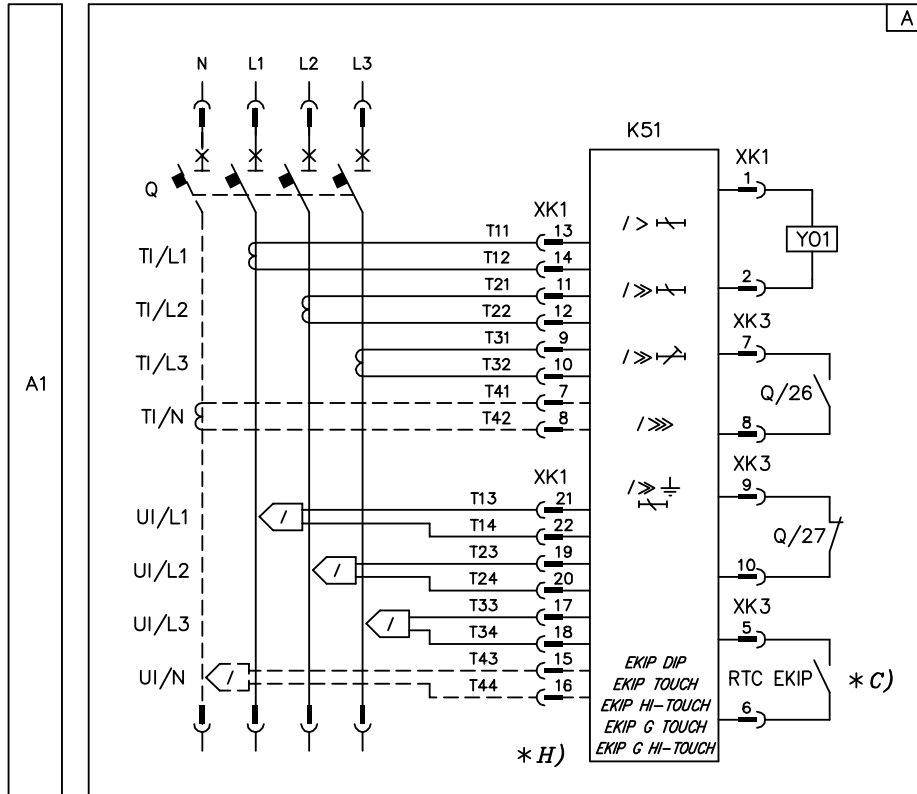 A
N L1 L2 L3
K51
XK1
1
Q
XK1
T11 13
I >
Y01
TI/L1
T12 14
T21 11
I ≫
2
TI/L2
T22 12
XK3
T31 9
7
TI/L3
I ≫
T32 10
A1
T41 7
Q/26
TI/N
T42 8
I ⋙
8
XK3
XK1
I ≫
9
T13 21
UI/L1
I
T14 22
Q/27
T23 19
UI/L2
I
T24 20
10
T33 17
XK3
UI/L3
I
T34 18
5
T43 15
EKIP DIP
UI/N
I
RTC EKIP * C)
T44 16
EKIP TOUCH
EKIP HI-TOUCH
6
EKIP G TOUCH
* H)
EKIP G HI-TOUCH